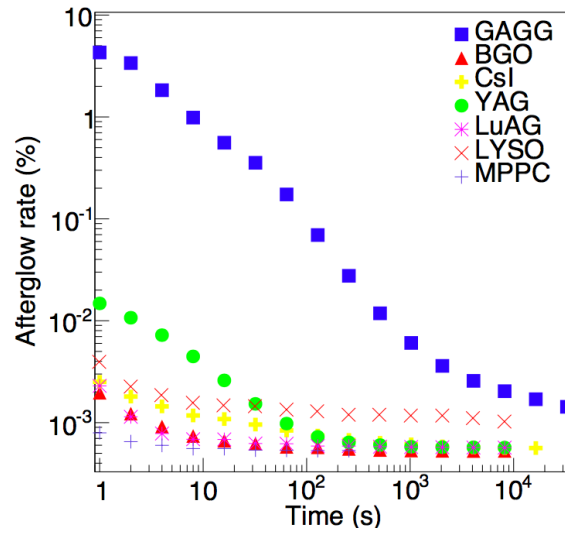 10
1
10⁻¹
10⁻²
10⁻³
Afterglow rate (%)
GAGG
BGO
CsI
YAG
LuAG
LYSO
MPPC
1
10
10²
10³
10⁴
Time (s)